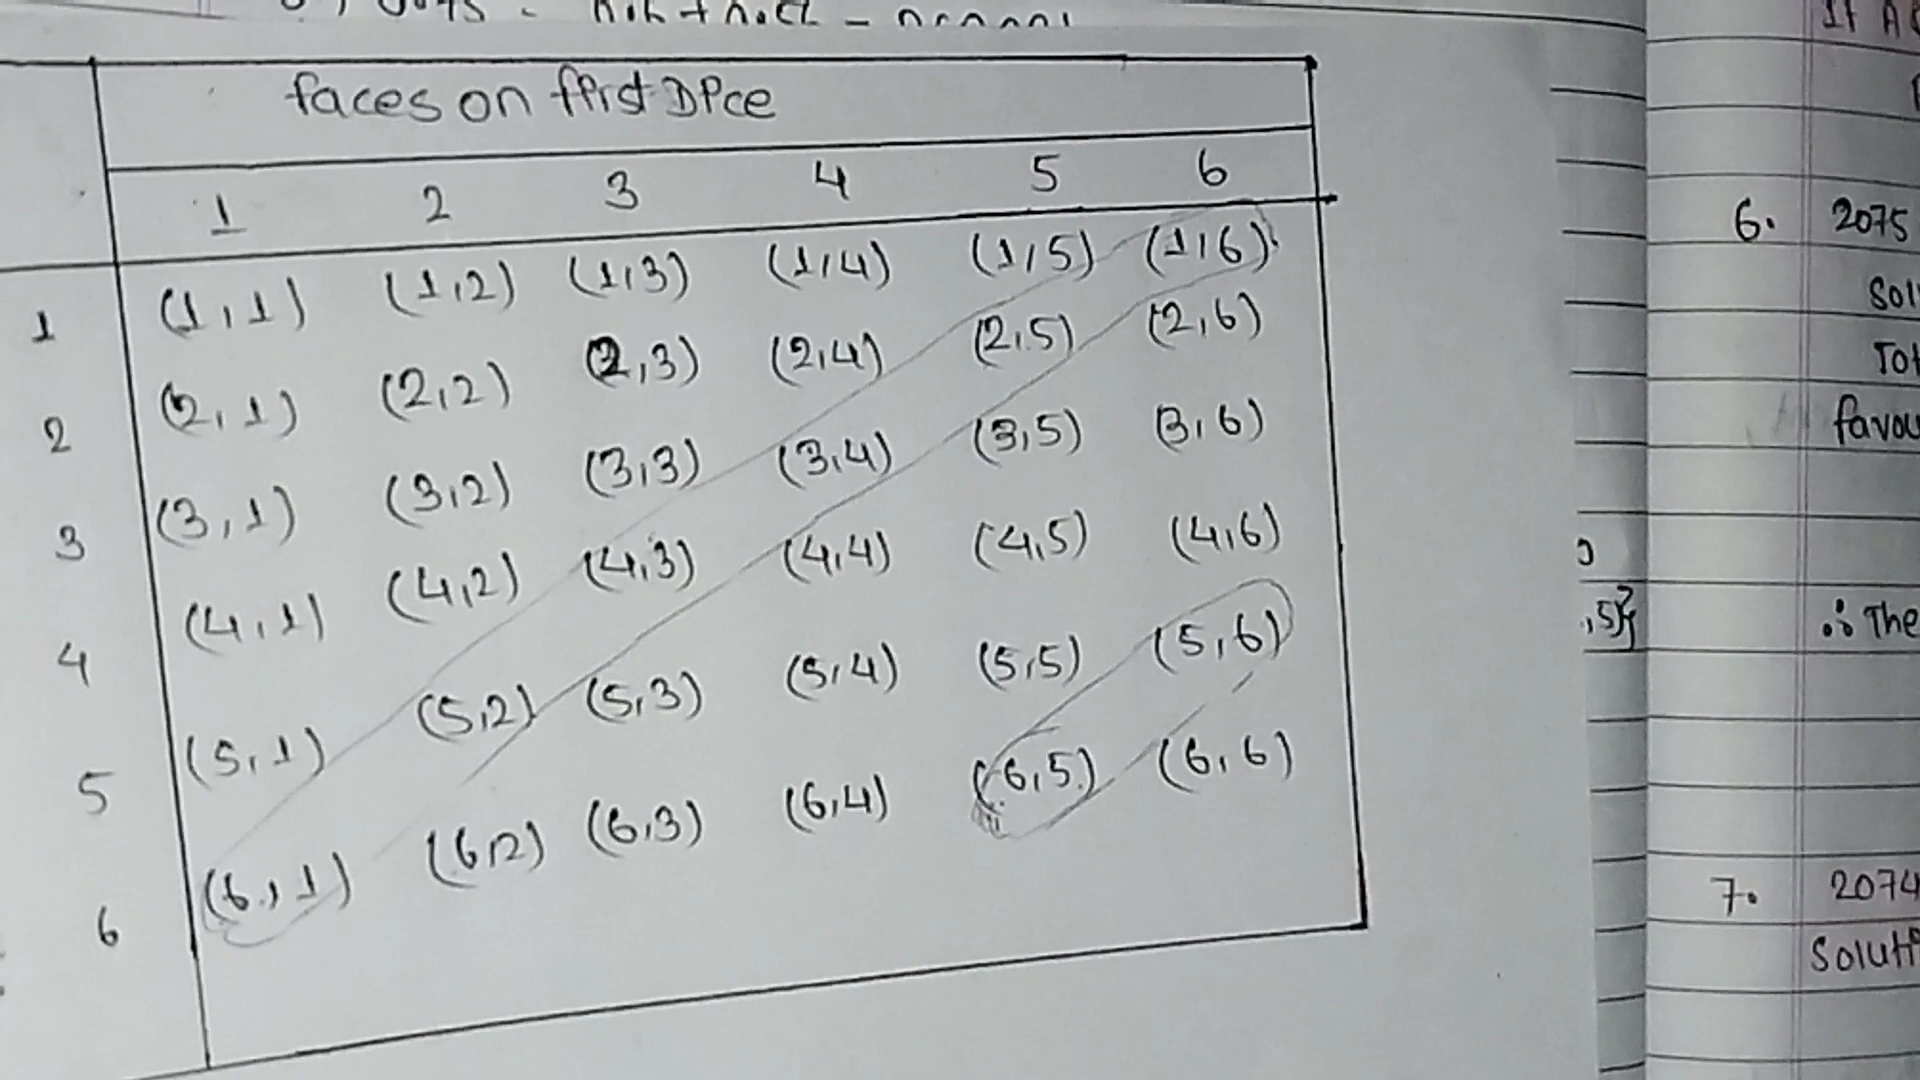 faces on first Dice
1 2 3 4 5 6
1 (1,1) (1,2) (1,3) (1,4) (1,5) (1,6)
2 (2,1) (2,2) (2,3) (2,4) (2,5) (2,6)
3 (3,1) (3,2) (3,3) (3,4) (3,5) (3,6)
4 (4,1) (4,2) (4,3) (4,4) (4,5) (4,6)
5 (5,1) (5,2) (5,3) (5,4) (5,5) (5,6)
6 (6,1) (6,2) (6,3) (6,4) (6,5) (6,6)
,5)}
If A
6. 2075
Sol
Tot
favou
∴ The
7. 2074
Soluti